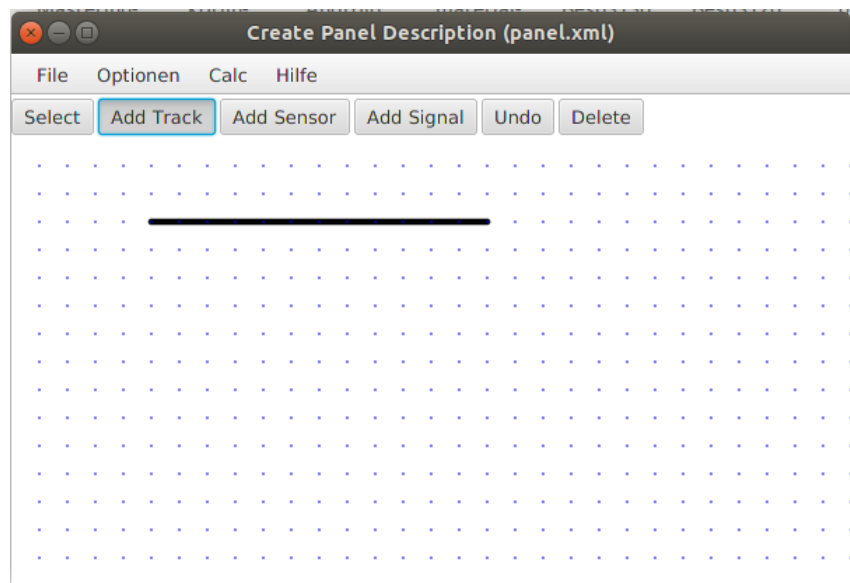 Create Panel Description (panel.xml)
File Optionen Calc Hilfe
Select Add Track Add Sensor Add Signal Undo Delete